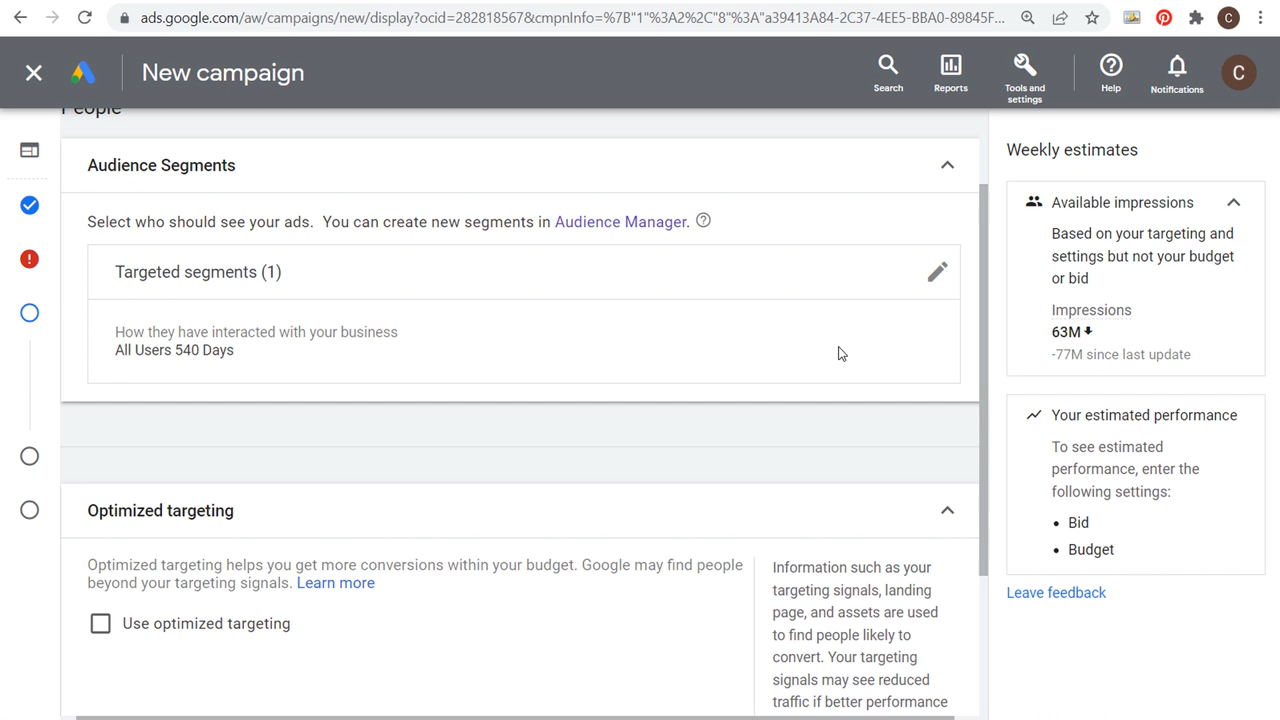 ads.google.com/aw/campaigns/new/display?ocid=282818567&cmpnInfo=%7B"1"%3A2%2C"8"%3A"a39413A84-2C37-4EE5-BBA0-89845F...
C
New campaign
Search
Reports
Tools and
settings
Help
Notifications
C
People
Audience Segments
Select who should see your ads. You can create new segments in Audience Manager.
Targeted segments (1)
How they have interacted with your business
All Users 540 Days
Optimized targeting
Optimized targeting helps you get more conversions within your budget. Google may find people
beyond your targeting signals. Learn more
Use optimized targeting
Information such as your
targeting signals, landing
page, and assets are used
to find people likely to
convert. Your targeting
signals may see reduced
traffic if better performance
Weekly estimates
Available impressions
Based on your targeting and
settings but not your budget
or bid
Impressions
63M
-77M since last update
Your estimated performance
To see estimated
performance, enter the
following settings:
• Bid
• Budget
Leave feedback